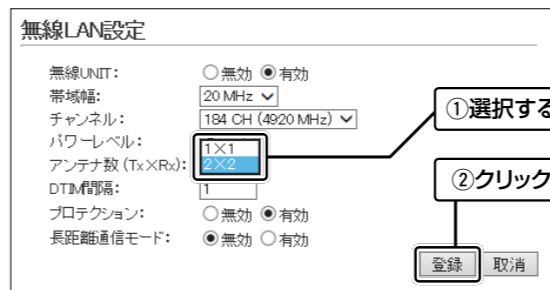 無線LAN設定
無線UNIT： 無効 有効
帯域幅： 20 MHz
チャンネル： 184 CH (4920 MHz)
①選択する
パワーレベル：
1×1
アンテナ数 (Tx×Rx)： 2×2
DTIM間隔： 1
②クリック
プロテクション： 無効 有効
長距離通信モード： 無効 有効
登録 取消